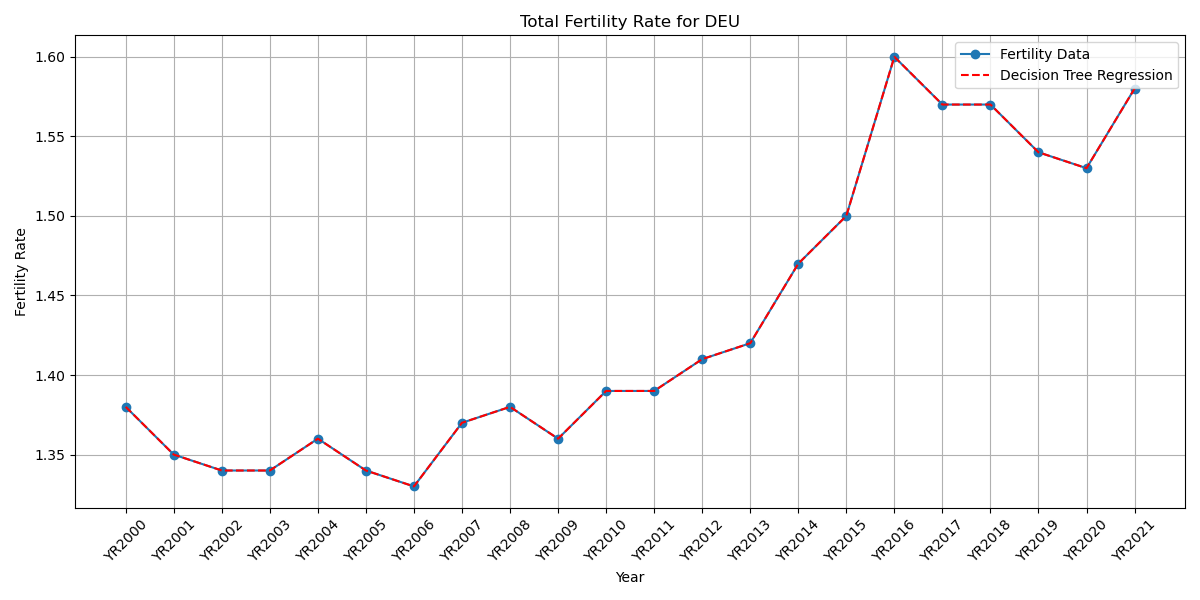 Total Fertility Rate for DEU
Fertility Data
Decision Tree Regression
Fertility Rate
1.60
1.55
1.50
1.45
1.40
1.35
YR2000
YR2001
YR2002
YR2003
YR2004
YR2005
YR2006
YR2007
YR2008
YR2009
YR2010
YR2011
YR2012
YR2013
YR2014
YR2015
YR2016
YR2017
YR2018
YR2019
YR2020
YR2021
Year